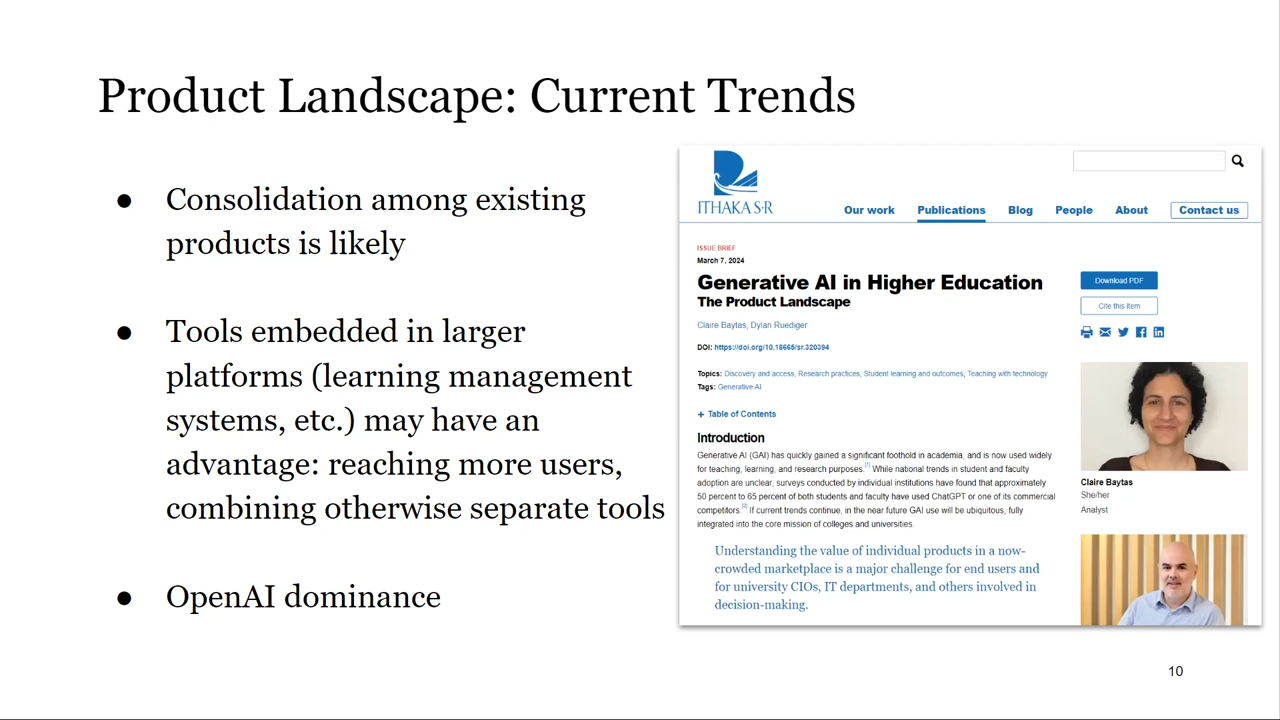 Product Landscape: Current Trends
● Consolidation among existing
products is likely
● Tools embedded in larger
platforms (learning management
systems, etc.) may have an
advantage: reaching more users,
combining otherwise separate tools
● OpenAI dominance
ITHAKA S·R
Our work Publications Blog People About Contact us
ISSUE BRIEF
March 7, 2024
Generative AI in Higher Education
The Product Landscape
Claire Baytas, Dylan Ruediger
DOI: https://doi.org/10.18665/sr.320394
Topics: Discovery and access, Research practices, Student learning and outcomes, Teaching with technology
Tags: Generative AI
+ Table of Contents
Introduction
Generative AI (GAI) has quickly gained a significant foothold in academia, and is now used widely
for teaching, learning, and research purposes.[1] While national trends in student and faculty
adoption are unclear, surveys conducted by individual institutions have found that approximately
50 percent to 65 percent of both students and faculty have used ChatGPT or one of its commercial
competitors.[2] If current trends continue, in the near future GAI use will be ubiquitous, fully
integrated into the core mission of colleges and universities.
Understanding the value of individual products in a now-
crowded marketplace is a major challenge for end users and
for university CIOs, IT departments, and others involved in
decision-making.
Download PDF
Cite this item
Claire Baytas
She/her
Analyst
10